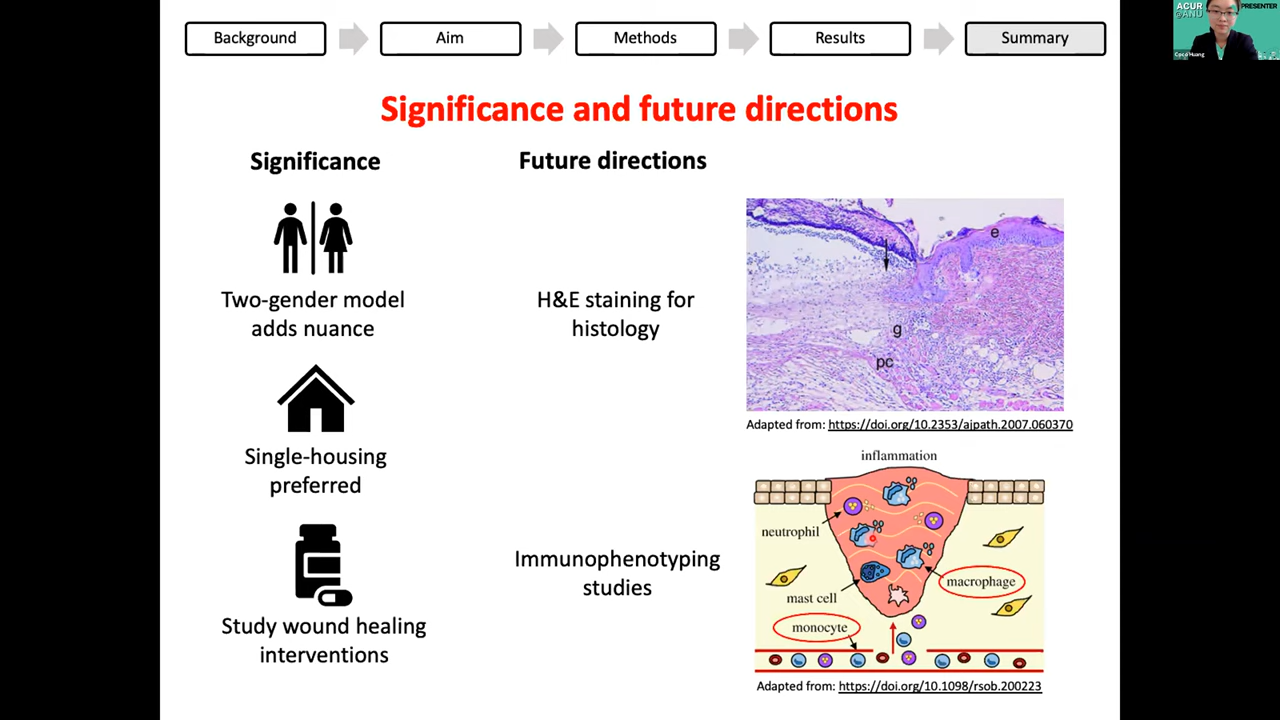 Background
Aim
Methods
Results
Summary
ACUR
@ANU
PRESENTER
Coco Huang
Significance and future directions
Significance
Future directions
Two-gender model
adds nuance
H&E staining for
histology
e
g
pc
Adapted from: https://doi.org/10.2353/ajpath.2007.060370
Single-housing
preferred
inflammation
neutrophil
macrophage
mast cell
monocyte
Immunophenotyping
studies
Study wound healing
interventions
Adapted from: https://doi.org/10.1098/rsob.200223